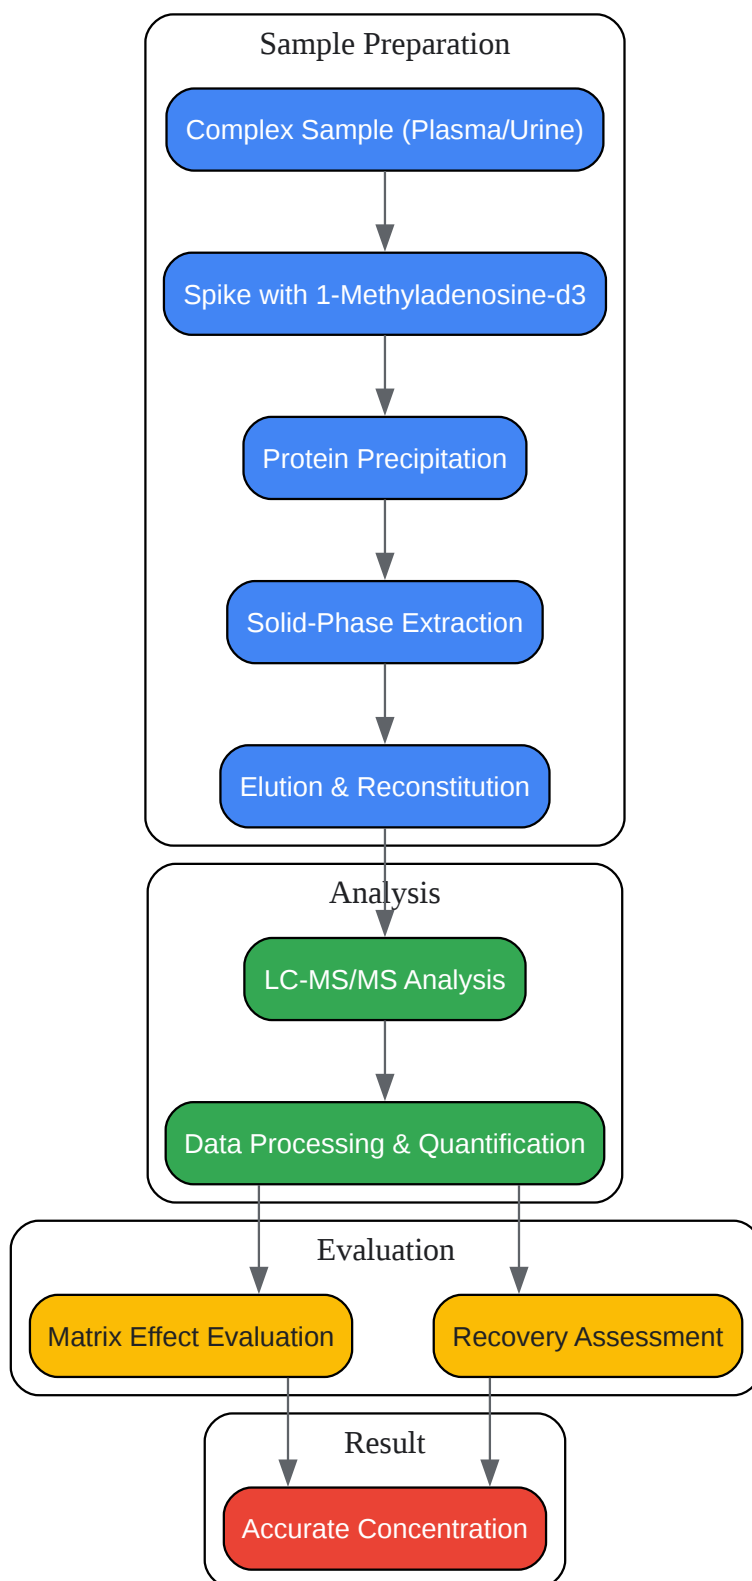 Sample Preparation
Complex Sample (Plasma/Urine)
Spike with 1-Methyladenosine-d3
Protein Precipitation
Solid-Phase Extraction
Elution & Reconstitution
Analysis
LC-MS/MS Analysis
Data Processing & Quantification
Evaluation
Matrix Effect Evaluation
Recovery Assessment
Result
Accurate Concentration